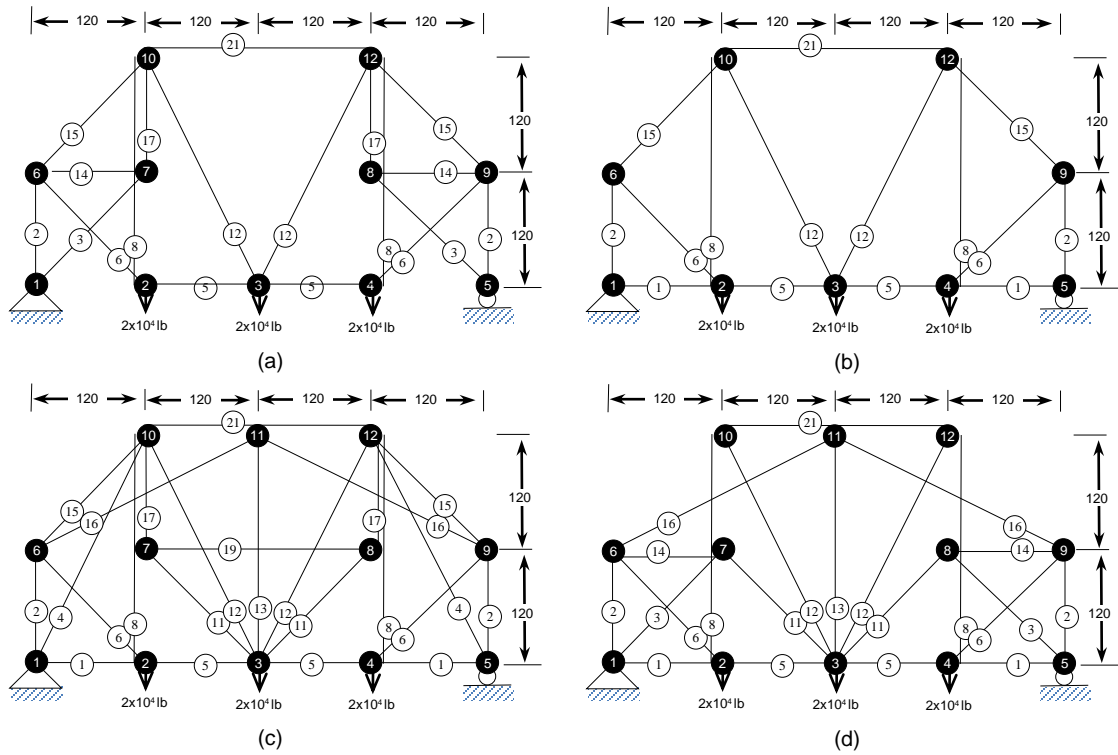 120 120 120 120
21
10 12
15 17 17 15
120
6 14 7 8 14 9
2 3 12 12 3 2
120
6 8 8 6
1 2 5 3 5 4 5
2x10⁴ lb 2x10⁴ lb 2x10⁴ lb
(a)
120 120 120 120
21
10 12
15 15
120
6 9
2 12 12 2
120
6 8 8 6
1 1 2 5 3 5 4 1 5
2x10⁴ lb 2x10⁴ lb 2x10⁴ lb
(b)
120 120 120 120
21
10 11 12
15 16 17 17 16 15
120
6 7 19 8 9
2 4 12 13 12 4 2
120
6 8 11 11 8 6
1 1 2 5 3 5 4 1 5
2x10⁴ lb 2x10⁴ lb 2x10⁴ lb
(c)
120 120 120 120
21
10 11 12
16 16
120
6 14 7 8 14 9
2 3 12 13 12 3 2
120
6 8 11 11 8 6
1 1 2 5 3 5 4 1 5
2x10⁴ lb 2x10⁴ lb 2x10⁴ lb
(d)